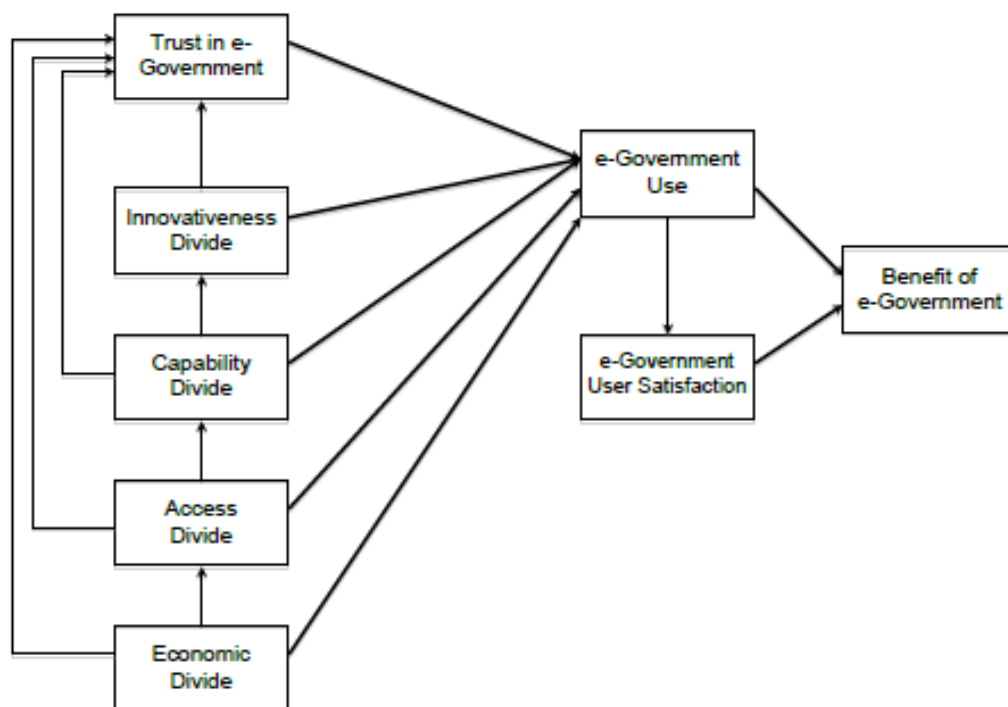 Trust in e-
Government
Innovativeness
Divide
Capability
Divide
Access
Divide
Economic
Divide
e-Government
Use
e-Government
User Satisfaction
Benefit of
e-Government